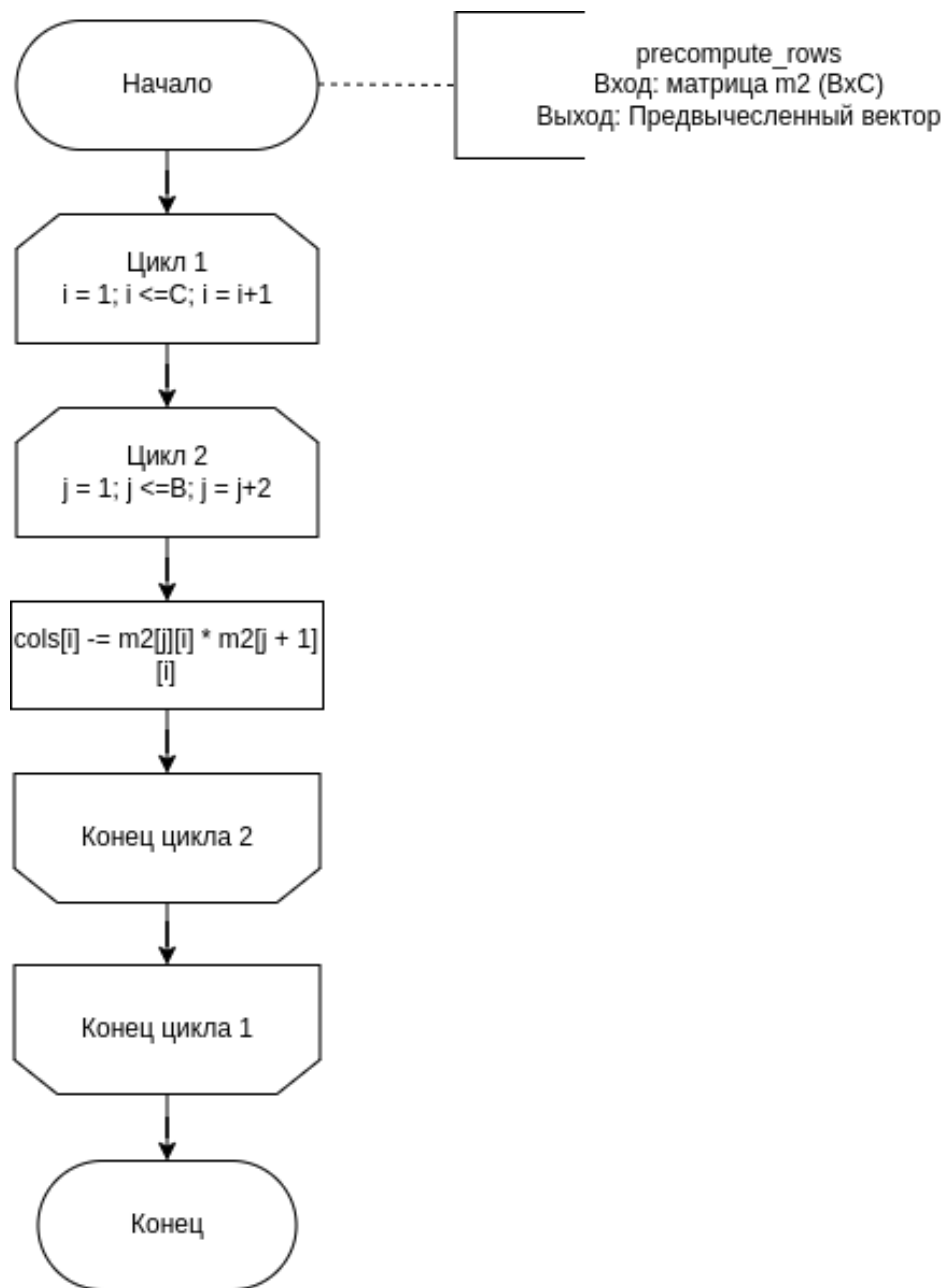 Начало
precompute_rows
Вход: матрица m2 (BxC)
Выход: Предвычесленный вектор
Цикл 1
i = 1; i <=C; i = i+1
Цикл 2
j = 1; j <=B; j = j+2
cols[i] -= m2[j][i] * m2[j + 1]
[i]
Конец цикла 2
Конец цикла 1
Конец